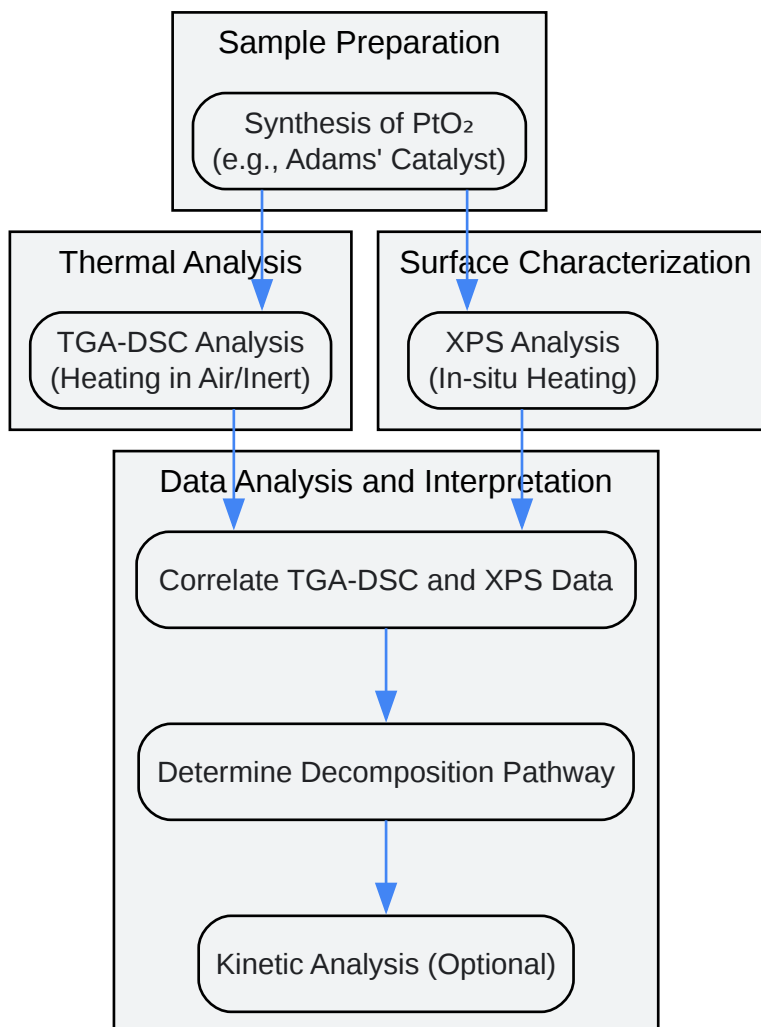 Sample Preparation
Synthesis of PtO₂
(e.g., Adams' Catalyst)
Thermal Analysis
TGA-DSC Analysis
(Heating in Air/Inert)
Surface Characterization
XPS Analysis
(In-situ Heating)
Data Analysis and Interpretation
Correlate TGA-DSC and XPS Data
Determine Decomposition Pathway
Kinetic Analysis (Optional)